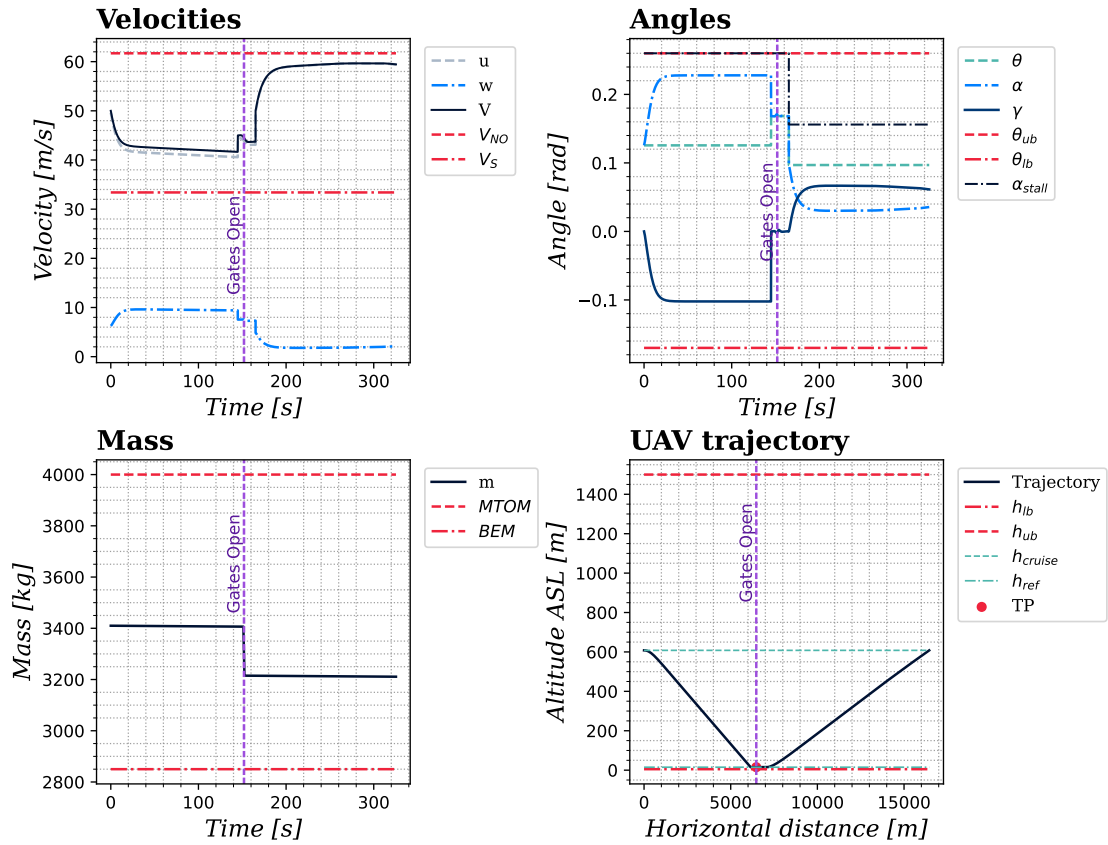 Velocities
Velocity [m/s]
60
50
40
30
20
10
0
Gates Open
0 100 200 300
Time [s]
u
w
V
V_NO
V_S
Angles
Angle [rad]
0.2
0.1
0.0
−0.1
Gates Open
0 100 200 300
Time [s]
θ
α
γ
θ_ub
θ_lb
α_stall
Mass
Mass [kg]
4000
3800
3600
3400
3200
3000
2800
Gates Open
0 100 200 300
Time [s]
m
MTOM
BEM
UAV trajectory
Altitude ASL [m]
1400
1200
1000
800
600
400
200
0
Gates Open
0 5000 10000 15000
Horizontal distance [m]
Trajectory
h_lb
h_ub
h_cruise
h_ref
TP